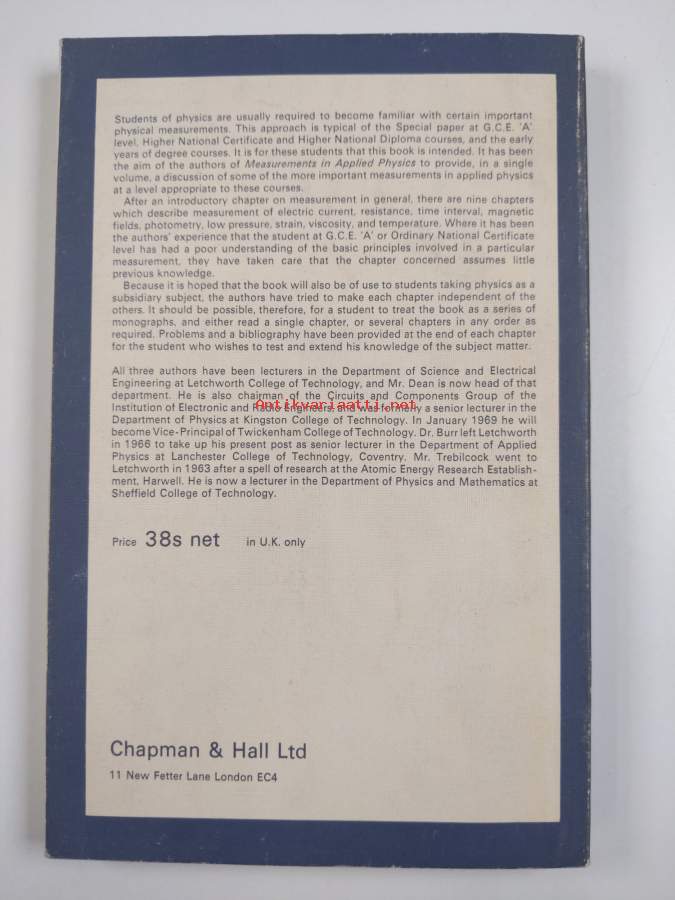 Students of physics are usually required to become familiar with certain important
physical measurements. This approach is typical of the Special paper at G.C.E. 'A'
level, Higher National Certificate and Higher National Diploma courses, and the early
years of degree courses. It is for these students that this book is intended. It has been
the aim of the authors of Measurements in Applied Physics to provide, in a single
volume, a discussion of some of the more important measurements in applied physics
at a level appropriate to these courses.
After an introductory chapter on measurement in general, there are nine chapters
which describe measurement of electric current, resistance, time interval, magnetic
fields, photometry, low pressure, strain, viscosity, and temperature. Where it has been
the authors' experience that the student at G.C.E. 'A' or Ordinary National Certificate
level has had a poor understanding of the basic principles involved in a particular
measurement, they have taken care that the chapter concerned assumes little
previous knowledge.
Because it is hoped that the book will also be of use to students taking physics as a
subsidiary subject, the authors have tried to make each chapter independent of the
others. It should be possible, therefore, for a student to treat the book as a series of
monographs, and either read a single chapter, or several chapters in any order as
required. Problems and a bibliography have been provided at the end of each chapter
for the student who wishes to test and extend his knowledge of the subject matter.
All three authors have been lecturers in the Department of Science and Electrical
Engineering at Letchworth College of Technology, and Mr. Dean is now head of that
department. He is also chairman of the Circuits and Components Group of the
Institution of Electronic and Radio Engineers, and was formerly a senior lecturer in the
Antikvariaatti.net
Department of Physics at Kingston College of Technology. In January 1969 he will
become Vice-Principal of Twickenham College of Technology. Dr. Burr left Letchworth
in 1966 to take up his present post as senior lecturer in the Department of Applied
Physics at Lanchester College of Technology, Coventry. Mr. Trebilcock went to
Letchworth in 1963 after a spell of research at the Atomic Energy Research Establish-
ment, Harwell. He is now a lecturer in the Department of Physics and Mathematics at
Sheffield College of Technology.
Price 38s net in U.K. only
Chapman & Hall Ltd
11 New Fetter Lane London EC4